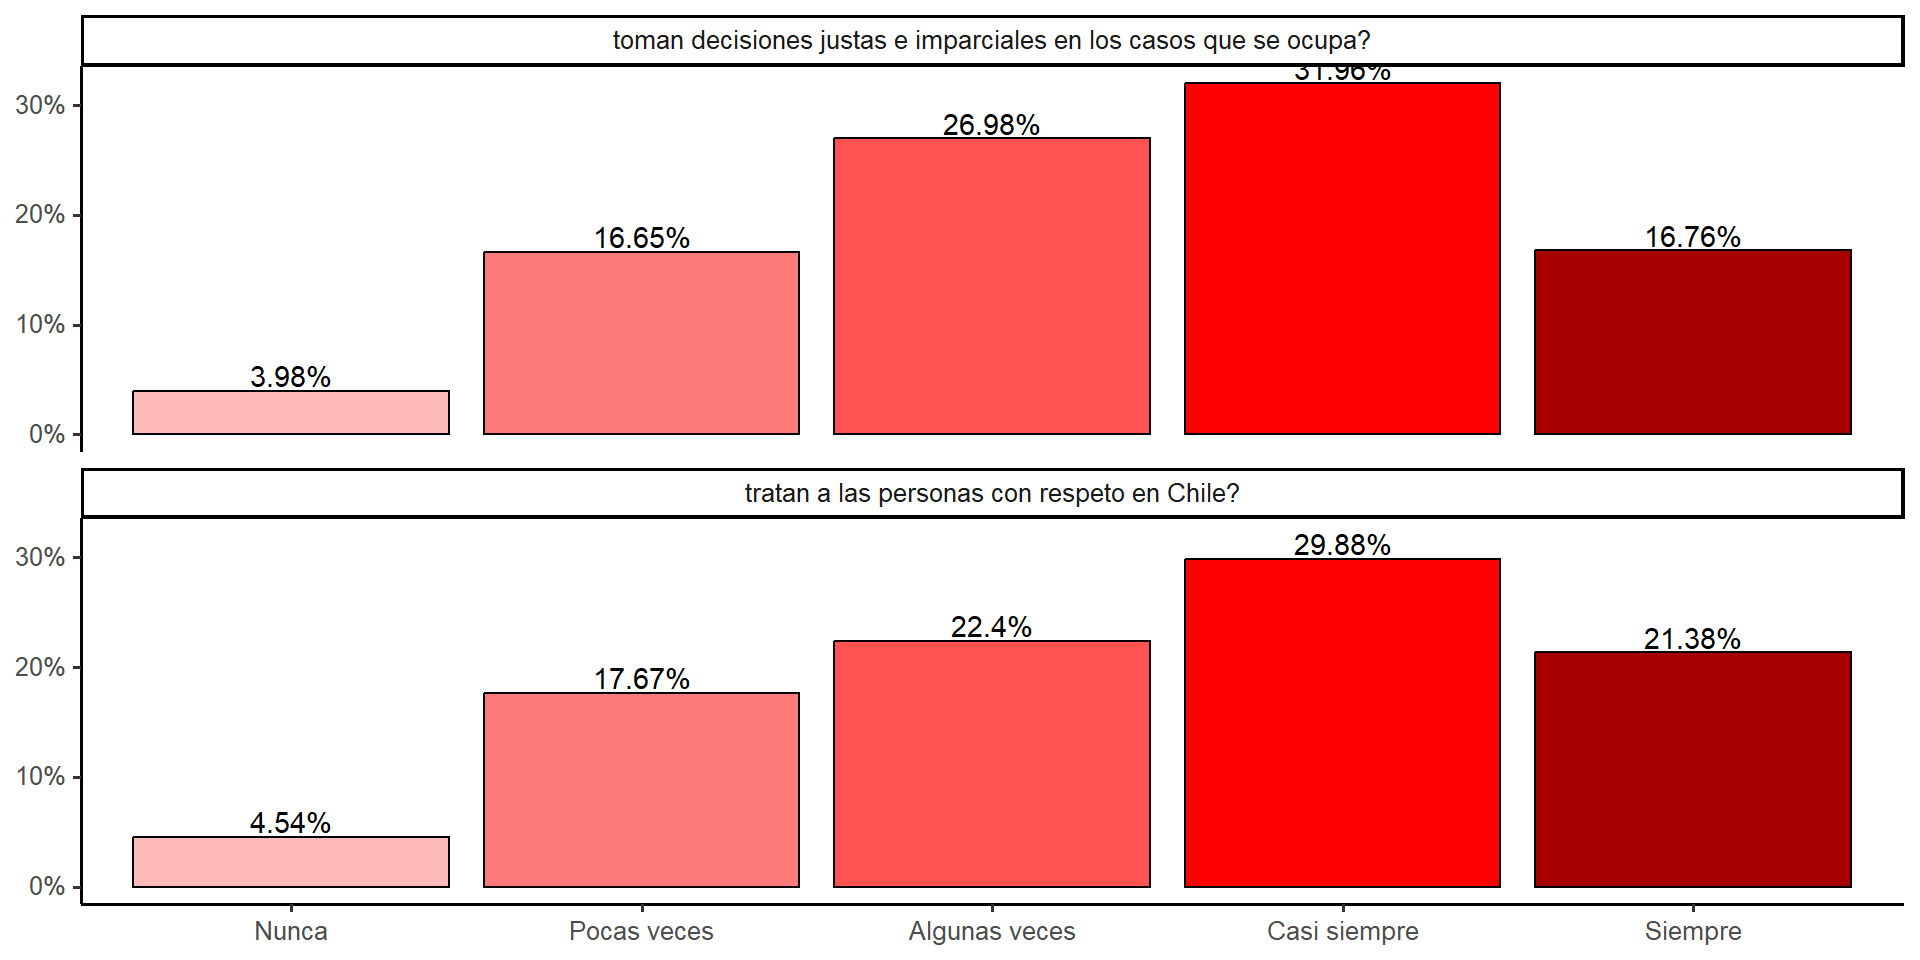 toman decisiones justas e imparciales en los casos que se ocupa?
31.96%
30%
26.98%
20%
16.65%
16.76%
10%
3.98%
0%
tratan a las personas con respeto en Chile?
30%
29.88%
22.4%
21.38%
20%
17.67%
10%
4.54%
0%
Nunca
Pocas veces
Algunas veces
Casi siempre
Siempre